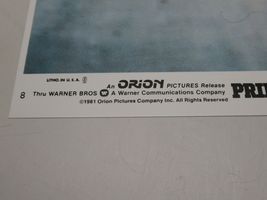 LITHO. IN U.S.A.
An ORION PICTURES Release
8 Thru WARNER BROS A Warner Communications Company
©1981 Orion Pictures Company Inc. All Rights Reserved